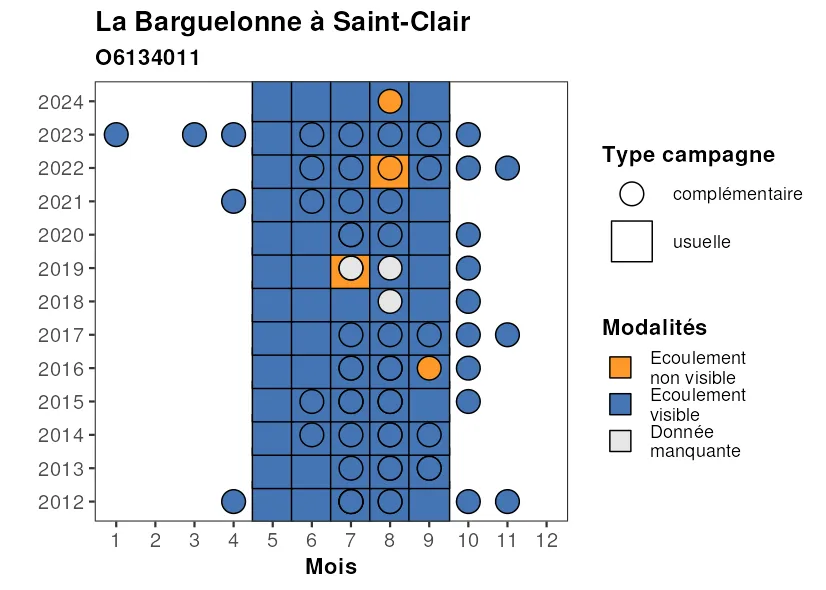 La Barguelonne à Saint-Clair
O6134011
2024
2023
2022
2021
2020
2019
2018
2017
2016
2015
2014
2013
2012
1 2 3 4 5 6 7 8 9 10 11 12
Mois
Type campagne
complémentaire
usuelle
Modalités
Ecoulement
non visible
Ecoulement
visible
Donnée
manquante